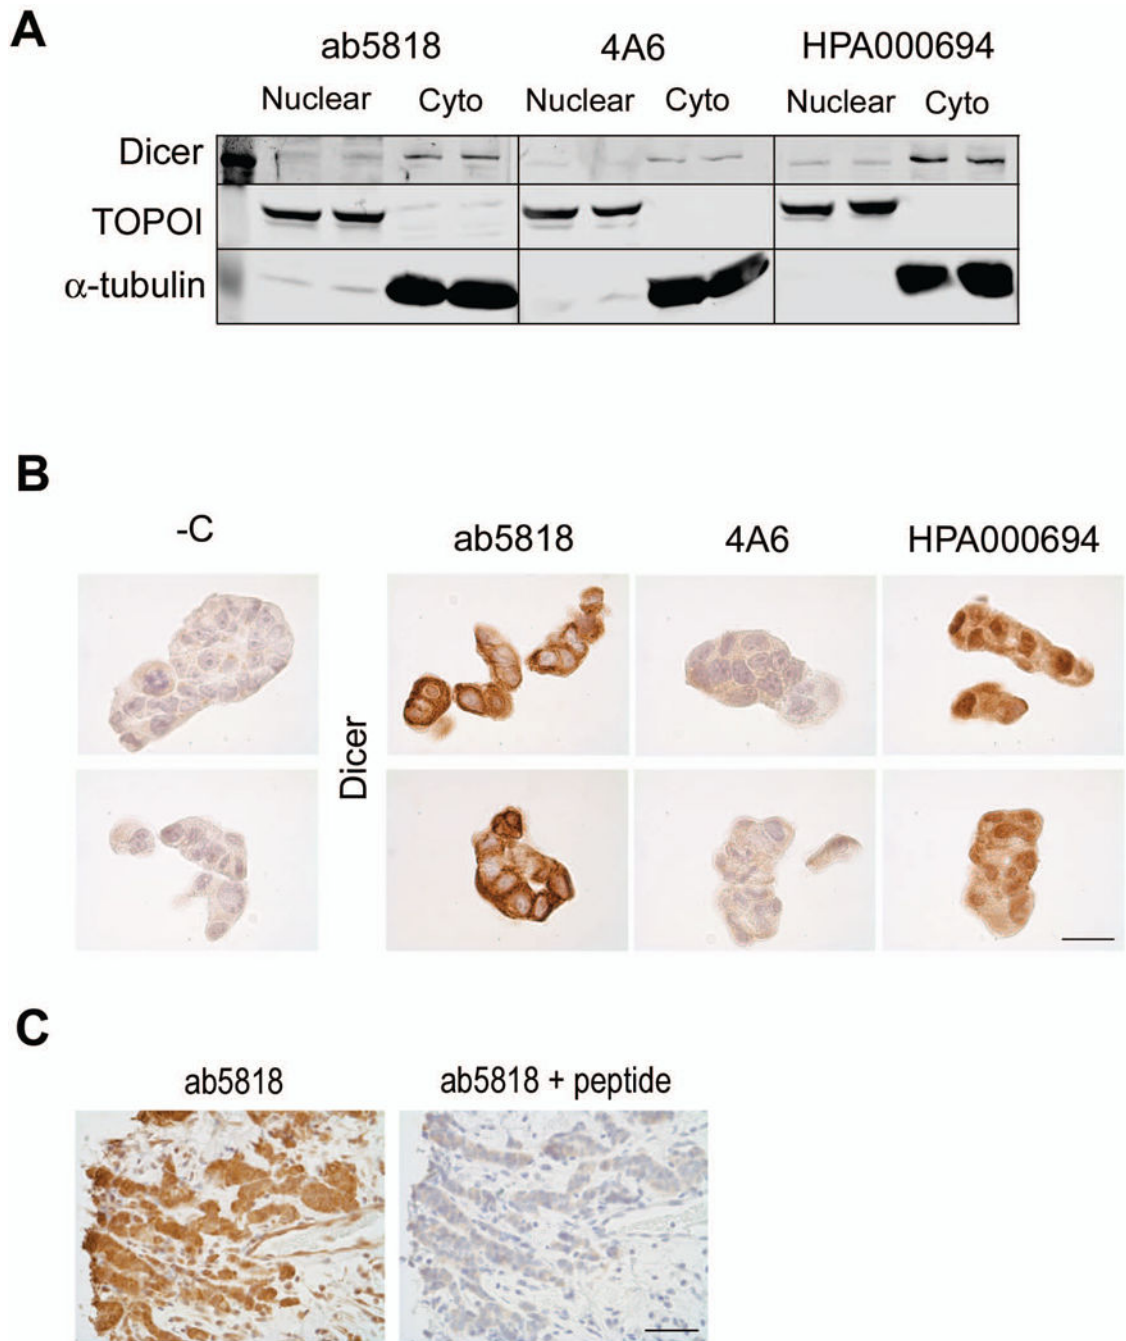 A
ab5818 4A6 HPA000694
Nuclear Cyto Nuclear Cyto Nuclear Cyto
Dicer
TOPOI
α-tubulin
B
-C ab5818 4A6 HPA000694
Dicer
C
ab5818 ab5818 + peptide